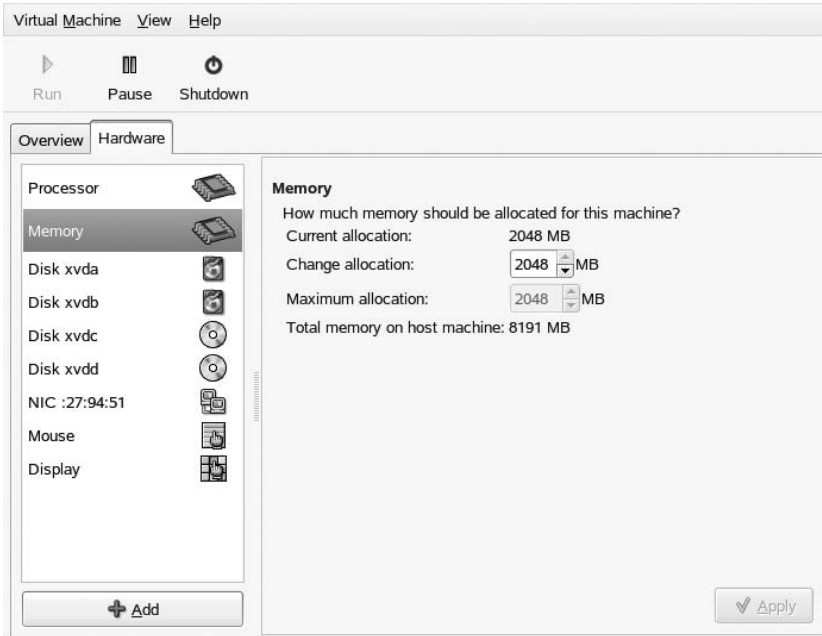 Virtual Machine View Help
Run Pause Shutdown
Overview Hardware
Processor
Memory
Disk xvda
Disk xvdb
Disk xvdc
Disk xvdd
NIC :27:94:51
Mouse
Display
Add
Memory
How much memory should be allocated for this machine?
Current allocation: 2048 MB
Change allocation: 2048 MB
Maximum allocation: 2048 MB
Total memory on host machine: 8191 MB
Apply